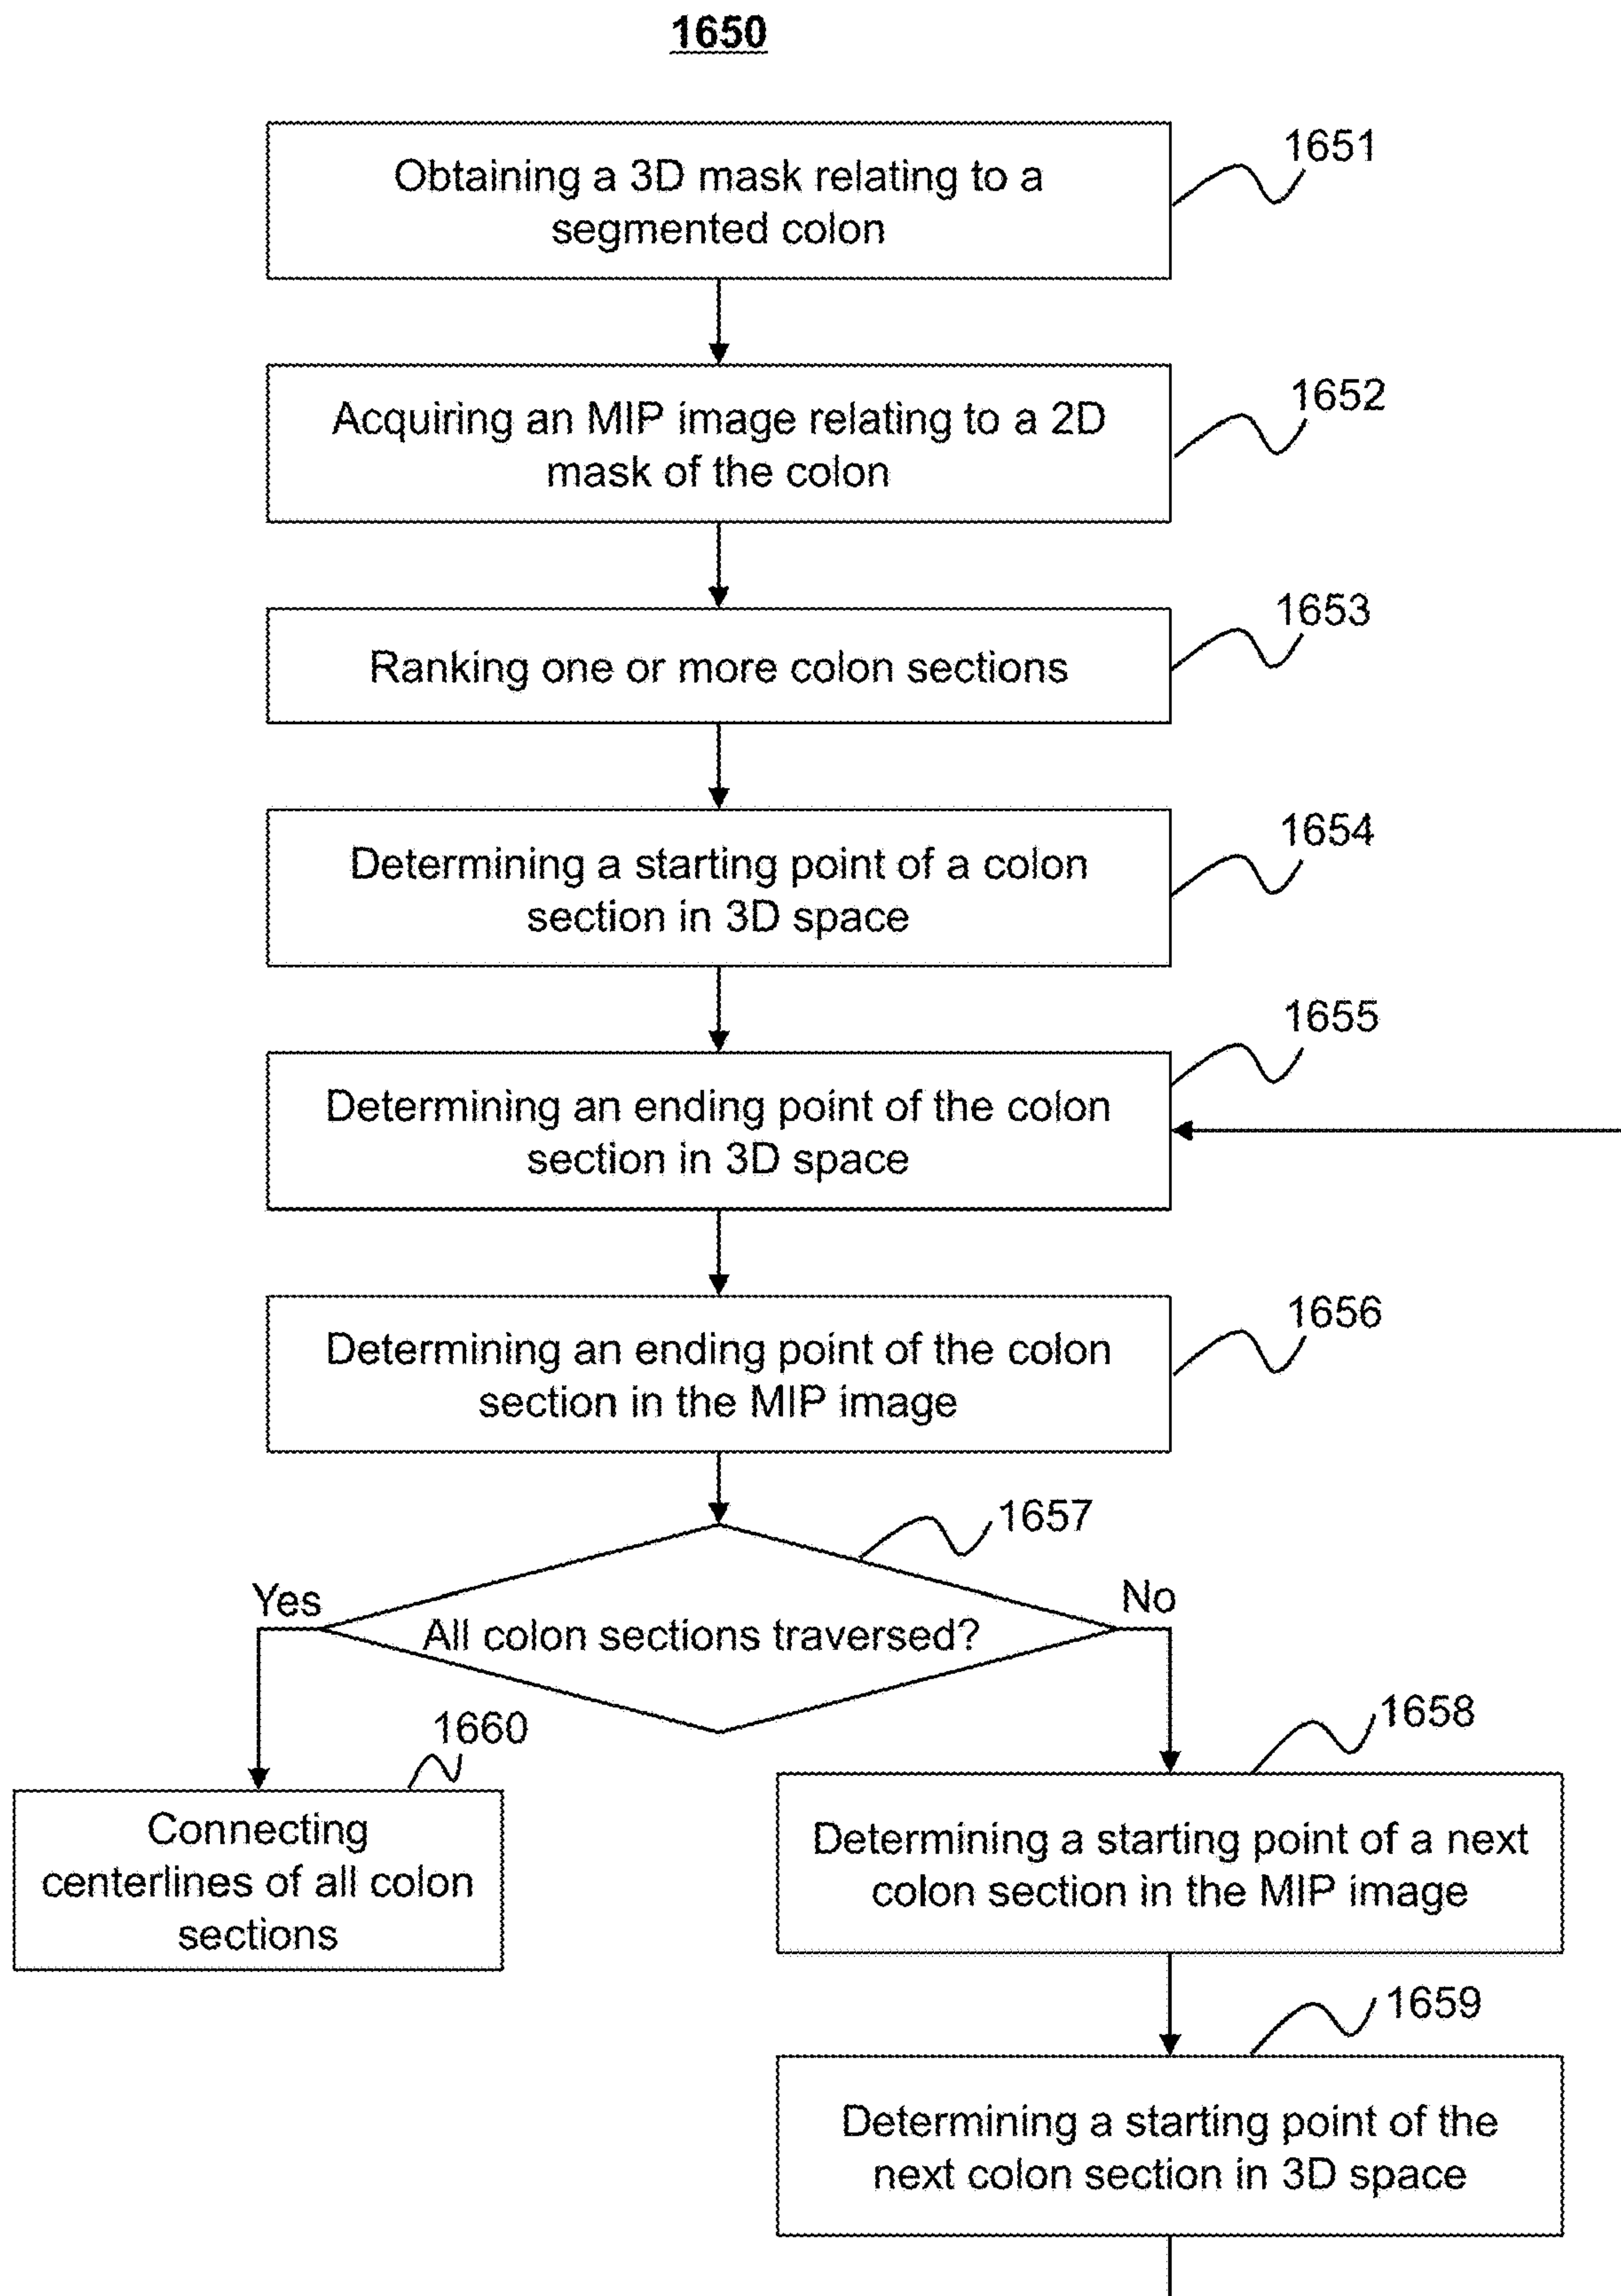 1650
Obtaining a 3D mask relating to a
segmented colon
1651
Acquiring an MIP image relating to a 2D
mask of the colon
1652
Ranking one or more colon sections
1653
Determining a starting point of a colon
section in 3D space
1654
Determining an ending point of the colon
section in 3D space
1655
Determining an ending point of the colon
section in the MIP image
1656
1657
Yes
All colon sections traversed?
No
1660
Connecting
centerlines of all colon
sections
1658
Determining a starting point of a next
colon section in the MIP image
1659
Determining a starting point of the
next colon section in 3D space